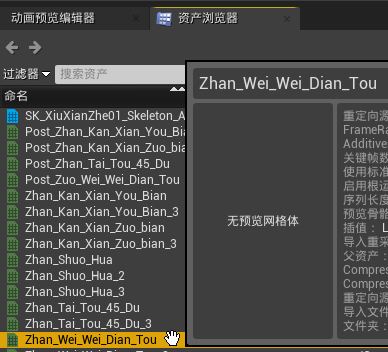 动画预览编辑器
资产浏览器
过滤器
搜索资产
命名
SK_XiuXianZhe01_Skeleton_A
Post_Zhan_Kan_Xian_You_Bian
Post_Zhan_Kan_Xian_Zuo_bia
Post_Zhan_Tai_Tou_45_Du
Post_Zuo_Wei_Wei_Dian_Tou
Zhan_Kan_Xian_You_Bian
Zhan_Kan_Xian_You_Bian_3
Zhan_Kan_Xian_Zuo_bian
Zhan_Kan_Xian_Zuo_bian_3
Zhan_Shuo_Hua
Zhan_Shuo_Hua_2
Zhan_Shuo_Hua_3
Zhan_Tai_Tou_45_Du
Zhan_Tai_Tou_45_Du_3
Zhan_Wei_Wei_Dian_Tou
Zhan_Wei_Wei_Dian_Tou
无预览网格体
重定向源
FrameRa
Additive
关键帧数
使用标准
启用根运
序列长度
预览骨骼
插值： L
导入重采
父资产：
Compres
Compres
重定向源
导入文件
文件夹：